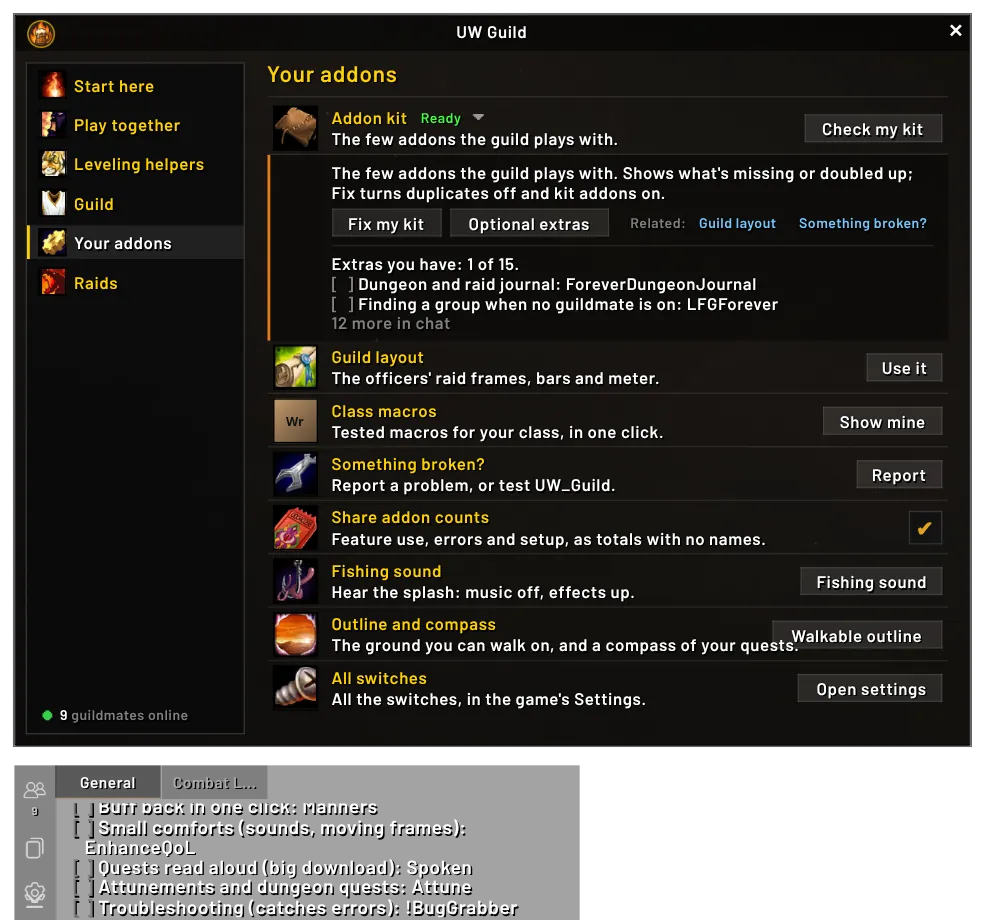 UW Guild
Start here
Play together
Leveling helpers
Guild
Your addons
Raids
9 guildmates online
Your addons
Addon kit Ready
The few addons the guild plays with.
Check my kit
The few addons the guild plays with. Shows what's missing or doubled up;
Fix turns duplicates off and kit addons on.
Fix my kit Optional extras Related: Guild layout Something broken?
Extras you have: 1 of 15.
[ ] Dungeon and raid journal: ForeverDungeonJournal
[ ] Finding a group when no guildmate is on: LFGForever
12 more in chat
Guild layout
The officers' raid frames, bars and meter.
Use it
Wr
Class macros
Tested macros for your class, in one click.
Show mine
Something broken?
Report a problem, or test UW_Guild.
Report
Share addon counts
Feature use, errors and setup, as totals with no names.
Fishing sound
Hear the splash: music off, effects up.
Fishing sound
Outline and compass
The ground you can walk on, and a compass of your quests.
Walkable outline
All switches
All the switches, in the game's Settings.
Open settings
9
General Combat L...
[ ] Buff back in one click: Manners
[ ] Small comforts (sounds, moving frames):
EnhanceQoL
[ ] Quests read aloud (big download): Spoken
[ ] Attunements and dungeon quests: Attune
[ ] Troubleshooting (catches errors): !BugGrabber